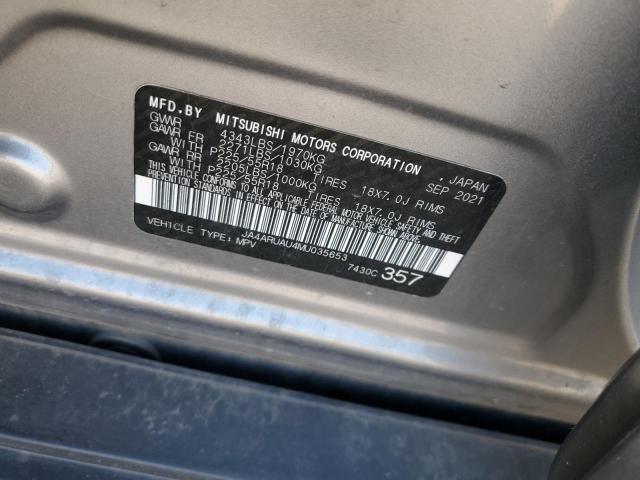 MFD. BY MITSUBISHI MOTORS CORPORATION, JAPAN
GVWR 4343LBS/1970KG SEP 2021
GAWR FR 2271LBS/1030KG
WITH P225/55R18 TIRES 18X7.0J RIMS
GAWR RR 2205LBS/1000KG
WITH P225/55R18 TIRES 18X7.0J RIMS
THIS VEHICLE CONFORMS TO ALL APPLICABLE FEDERAL MOTOR VEHICLE SAFETY AND THEFT
PREVENTION STANDARDS IN EFFECT ON THE DATE OF MANUFACTURE SHOWN ABOVE.
JA4ARUAU4MU035653
VEHICLE TYPE: MPV 7430C 357